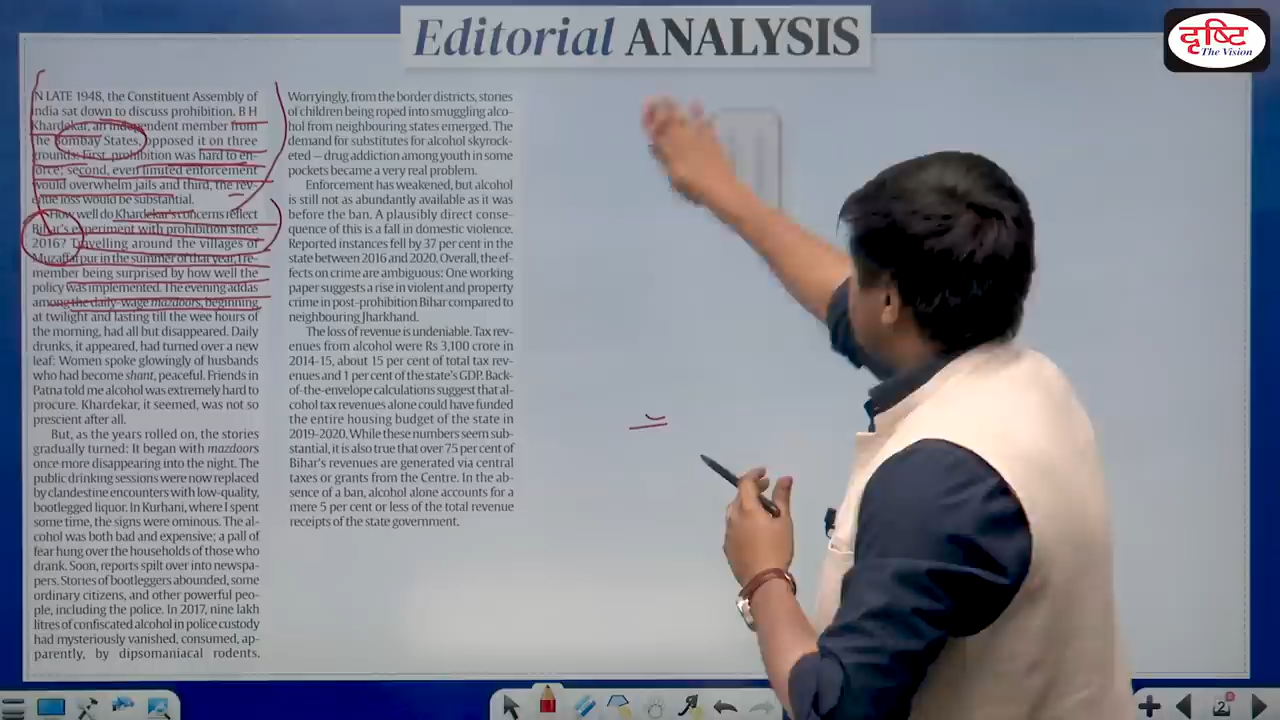 Editorial ANALYSIS
दृष्टि
The Vision
IN LATE 1948, the Constituent Assembly of
India sat down to discuss prohibition. B H
Khardekar, an independent member from
the Bombay States, opposed it on three
grounds: First, prohibition was hard to en-
force; second, even limited enforcement
would overwhelm jails and third, the rev-
enue loss would be substantial.
How well do Khardekar's concerns reflect
Bihar's experiment with prohibition since
2016? Travelling around the villages of
Muzaffarpur in the summer of that year, I re-
member being surprised by how well the
policy was implemented. The evening addas
among the daily-wage mazdoors, beginning
at twilight and lasting till the wee hours of
the morning, had all but disappeared. Daily
drunks, it appeared, had turned over a new
leaf: Women spoke glowingly of husbands
who had become shant, peaceful. Friends in
Patna told me alcohol was extremely hard to
procure. Khardekar, it seemed, was not so
prescient after all.
But, as the years rolled on, the stories
gradually turned: It began with mazdoors
once more disappearing into the night. The
public drinking sessions were now replaced
by clandestine encounters with low-quality,
bootlegged liquor. In Kurhani, where I spent
some time, the signs were ominous. The al-
cohol was both bad and expensive; a pall of
fear hung over the households of those who
drank. Soon, reports spilt over into newspa-
pers. Stories of bootleggers abounded, some
ordinary citizens, and other powerful peo-
ple, including the police. In 2017, nine lakh
litres of confiscated alcohol in police custody
had mysteriously vanished, consumed, ap-
parently, by dipsomaniacal rodents.
Worryingly, from the border districts, stories
of children being roped into smuggling alco-
hol from neighbouring states emerged. The
demand for substitutes for alcohol skyrock-
eted — drug addiction among youth in some
pockets became a very real problem.
Enforcement has weakened, but alcohol
is still not as abundantly available as it was
before the ban. A plausibly direct conse-
quence of this is a fall in domestic violence.
Reported instances fell by 37 per cent in the
state between 2016 and 2020. Overall, the ef-
fects on crime are ambiguous: One working
paper suggests a rise in violent and property
crime in post-prohibition Bihar compared to
neighbouring Jharkhand.
The loss of revenue is undeniable. Tax rev-
enues from alcohol were Rs 3,100 crore in
2014-15, about 15 per cent of total tax rev-
enues and 1 per cent of the state's GDP. Back-
of-the-envelope calculations suggest that al-
cohol tax revenues alone could have funded
the entire housing budget of the state in
2019-2020. While these numbers seem sub-
stantial, it is also true that over 75 per cent of
Bihar's revenues are generated via central
taxes or grants from the Centre. In the ab-
sence of a ban, alcohol alone accounts for a
mere 5 per cent or less of the total revenue
receipts of the state government.
2